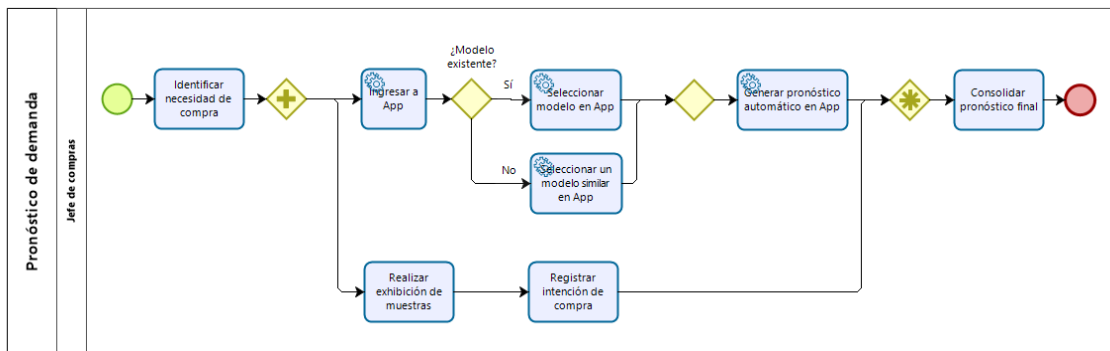 Pronóstico de demanda
Jefe de compras
Identificar
necesidad de
compra
Ingresar a
App
¿Modelo
existente?
Sí
No
Seleccionar
modelo en App
Seleccionar un
modelo similar
en App
Generar pronóstico
automático en App
Consolidar
pronóstico final
Realizar
exhibición de
muestras
Registrar
intención de
compra